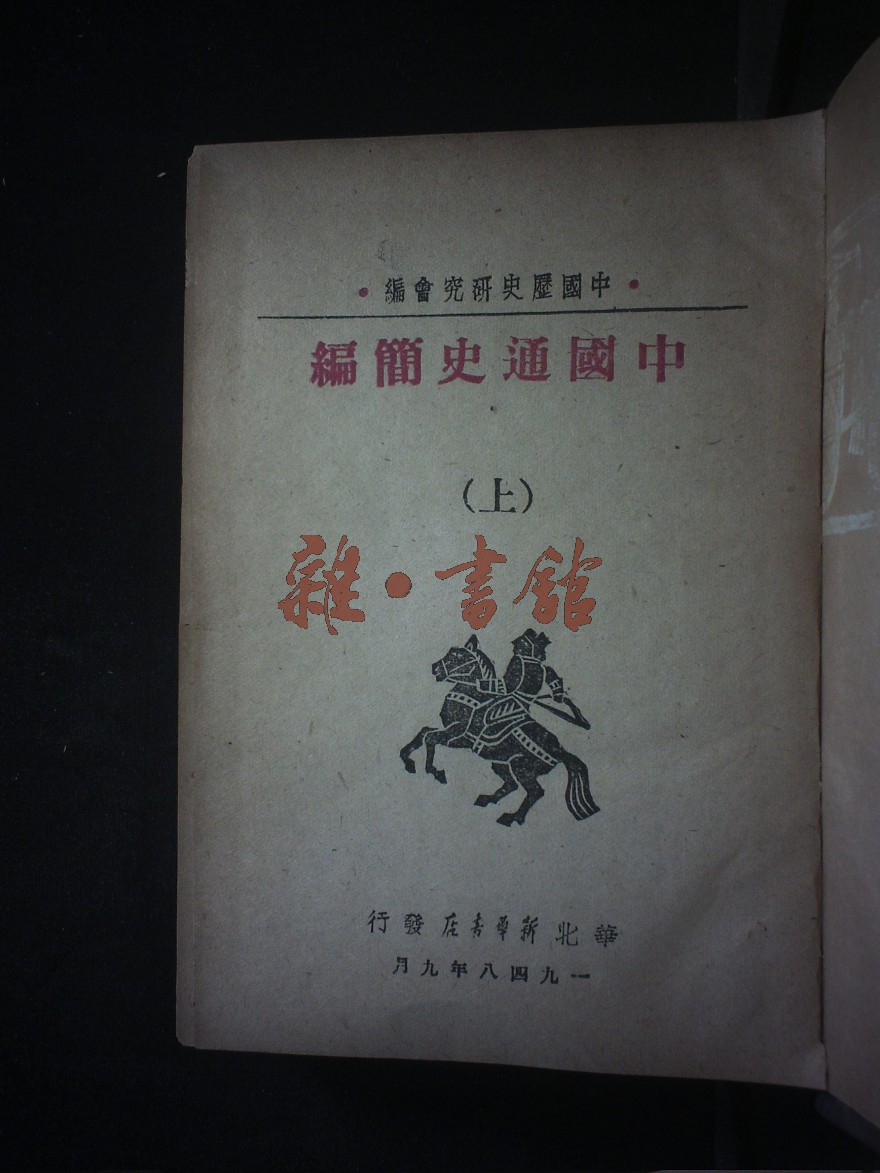 •中國歷史研究會編•
中國通史簡編
(上)
雜•書館
華北新華書店發行
一九四八年九月